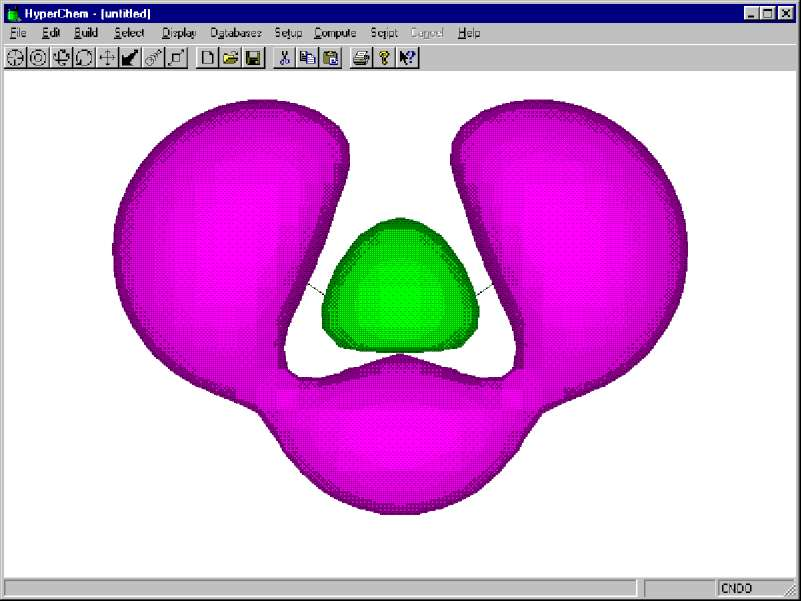 HyperChem - [untitled]
File Edit Build Select Display Databases Setup Compute Script Cancel Help
CNDO